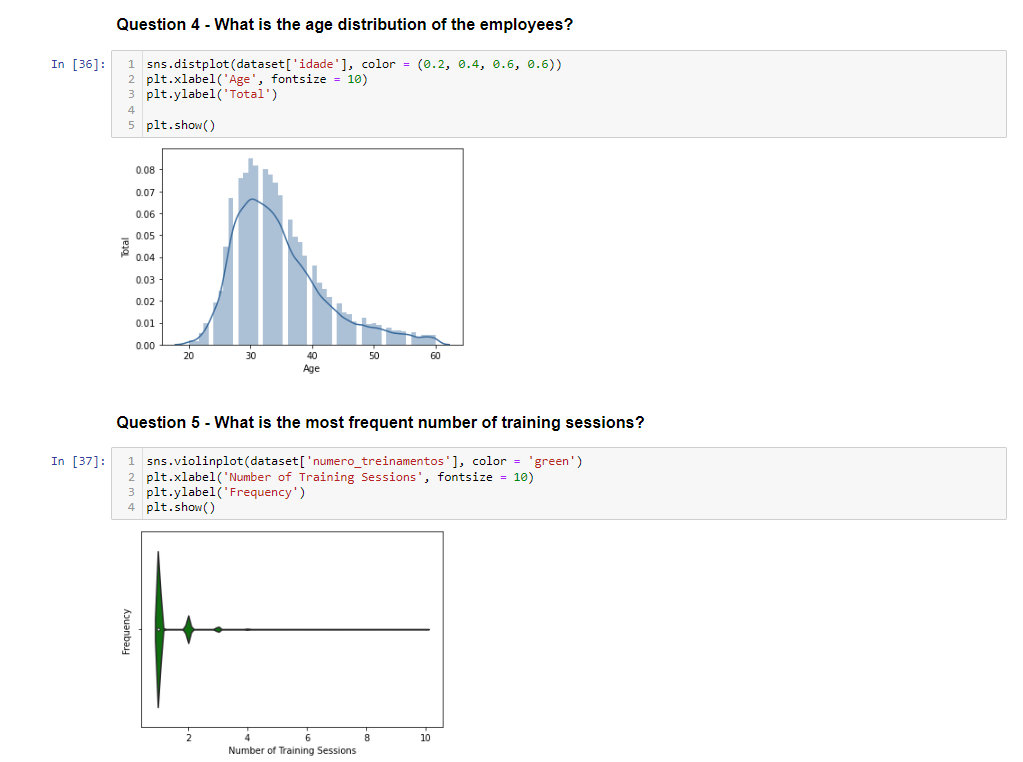 Question 4 - What is the age distribution of the employees?
In [36]:
1 sns.distplot(dataset['idade'], color = (0.2, 0.4, 0.6, 0.6))
2 plt.xlabel('Age', fontsize = 10)
3 plt.ylabel('Total')
4
5 plt.show()
0.08
0.07
0.06
0.05
0.04
0.03
0.02
0.01
0.00
Total
20 30 40 50 60
Age
Question 5 - What is the most frequent number of training sessions?
In [37]:
1 sns.violinplot(dataset['numero_treinamentos'], color = 'green')
2 plt.xlabel('Number of Training Sessions', fontsize = 10)
3 plt.ylabel('Frequency')
4 plt.show()
Frequency
2 4 6 8 10
Number of Training Sessions